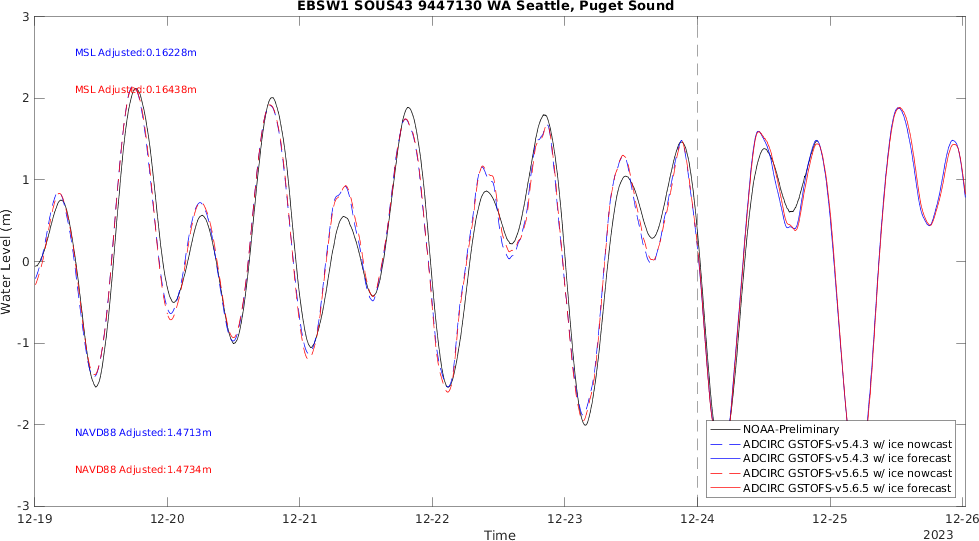 EBSW1 SOUS43 9447130 WA Seattle, Puget Sound
3
MSL Adjusted:0.16228m
MSL Adjusted:0.16438m
2
1
Water Level (m)
0
-1
-2
NAVD88 Adjusted:1.4713m
NAVD88 Adjusted:1.4734m
NOAA-Preliminary
ADCIRC GSTOFS-v5.4.3 w/ ice nowcast
ADCIRC GSTOFS-v5.4.3 w/ ice forecast
ADCIRC GSTOFS-v5.6.5 w/ ice nowcast
ADCIRC GSTOFS-v5.6.5 w/ ice forecast
-3
12-19 12-20 12-21 12-22 12-23 12-24 12-25 12-26
Time
2023